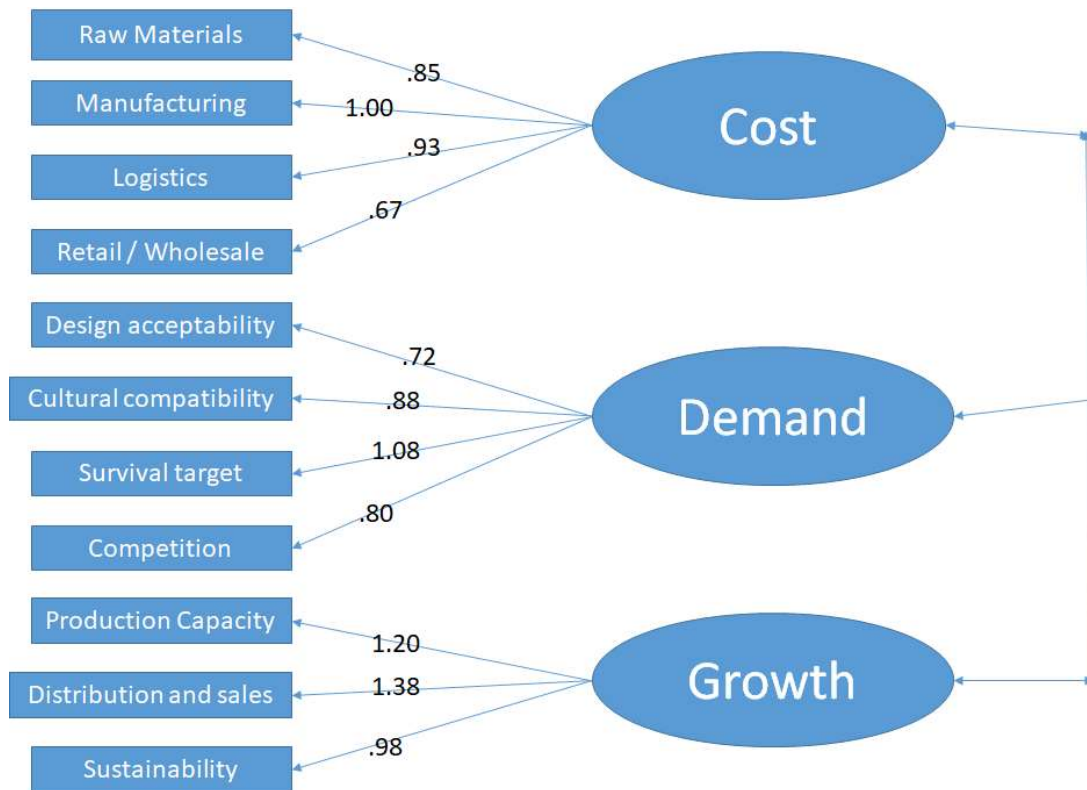 Raw Materials
.85
Manufacturing
1.00
Cost
.93
Logistics
.67
Retail / Wholesale
Design acceptability
.72
Cultural compatibility
.88
Demand
1.08
Survival target
.80
Competition
Production Capacity
1.20
Distribution and sales
1.38
Growth
.98
Sustainability